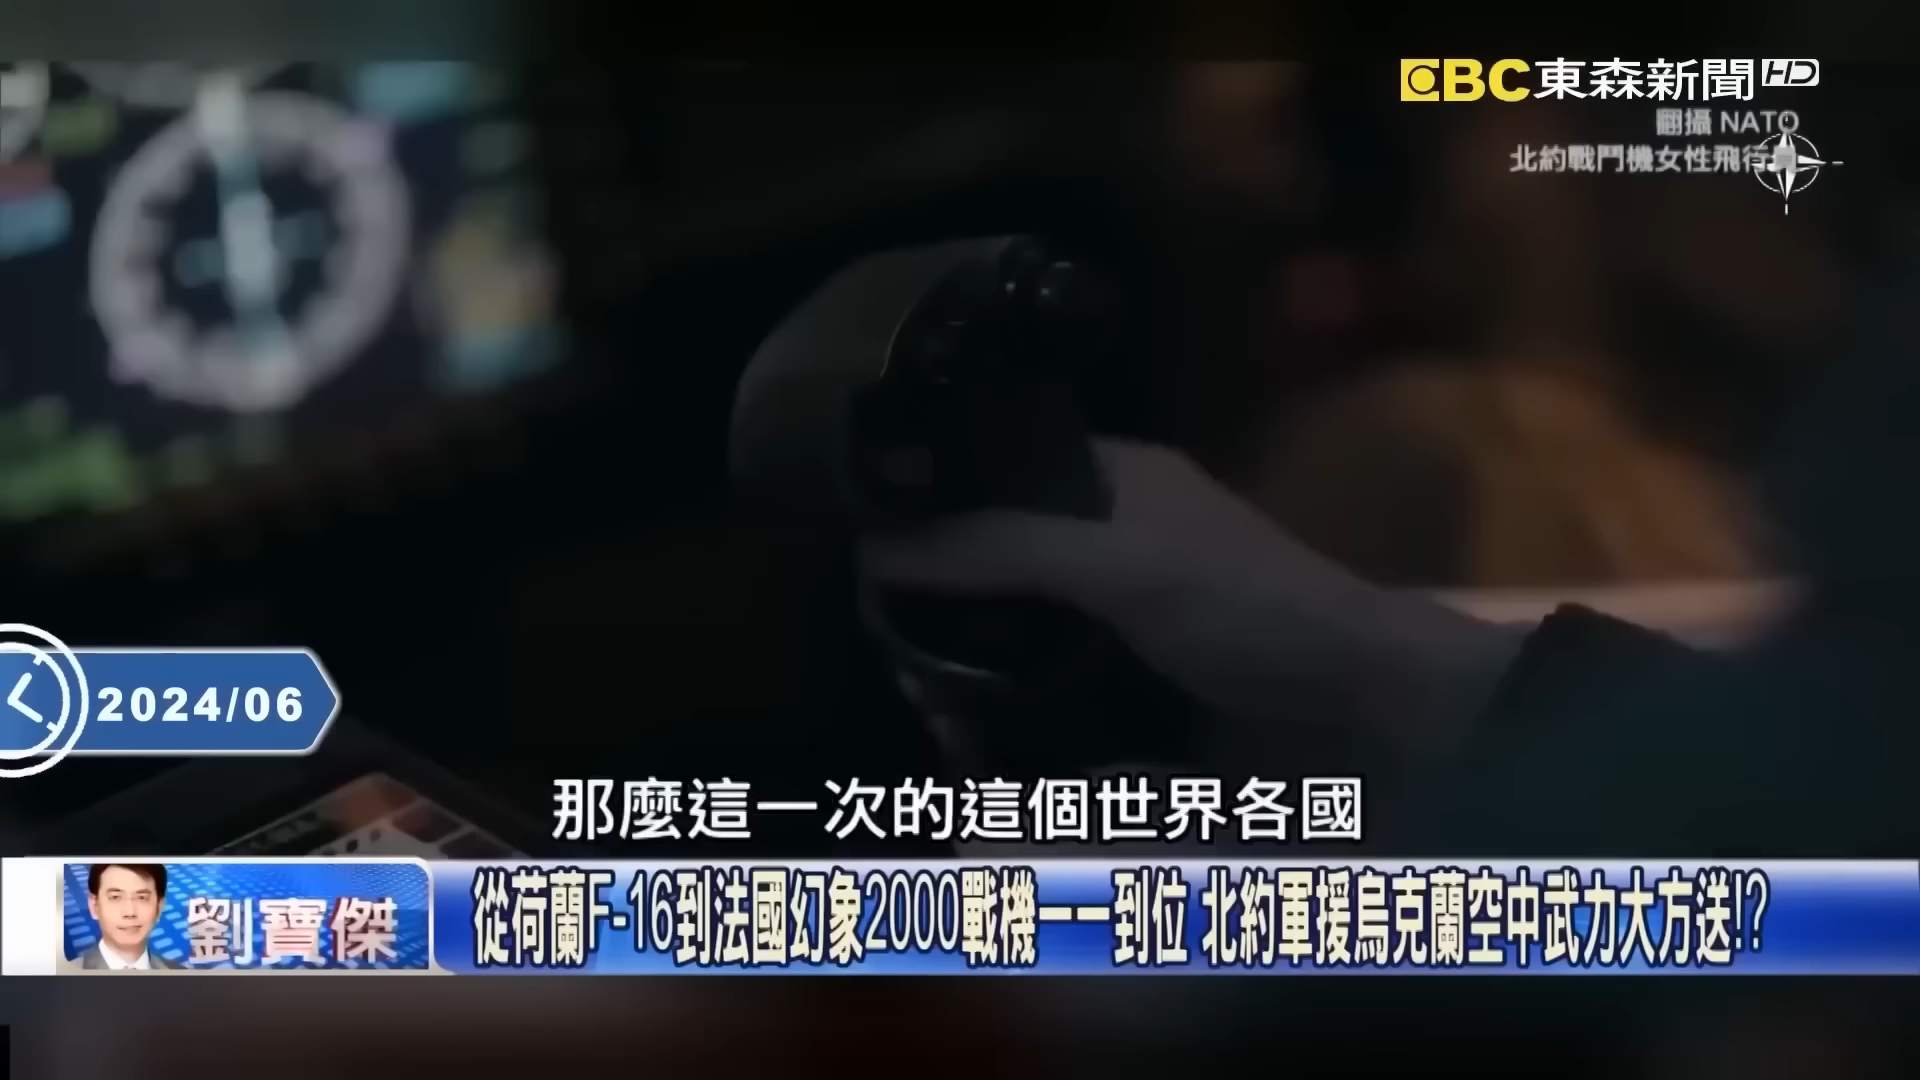 EBC東森新聞HD
翻攝 NATO
北約戰鬥機女性飛行員
2024/06
那麼這一次的這個世界各國
劉寶傑
從荷蘭F-16到法國幻象2000戰機一一到位 北約軍援烏克蘭空中武力大方送!?